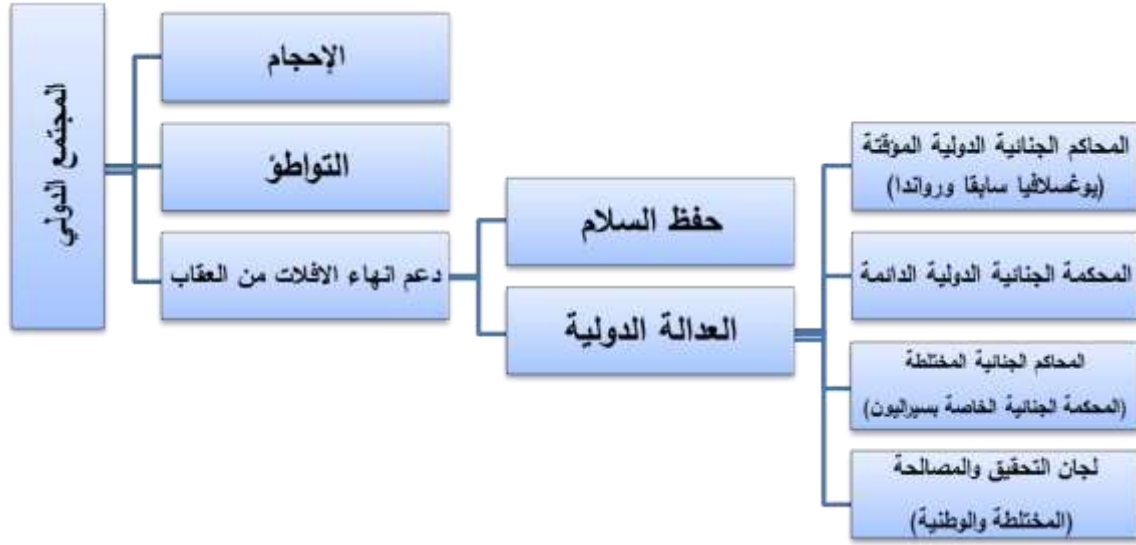 المجتمع الدولي
الإحجام
التواطؤ
دعم انهاء الافلات من العقاب
حفظ السلام
العدالة الدولية
المحاكم الجنائية الدولية المؤقتة
(يوغسلافيا سابقا ورواندا)
المحكمة الجنائية الدولية الدائمة
المحاكم الجنائية المختلطة
(المحكمة الجنائية الخاصة بسيراليون)
لجان التحقيق والمصالحة
(المختلطة والوطنية)